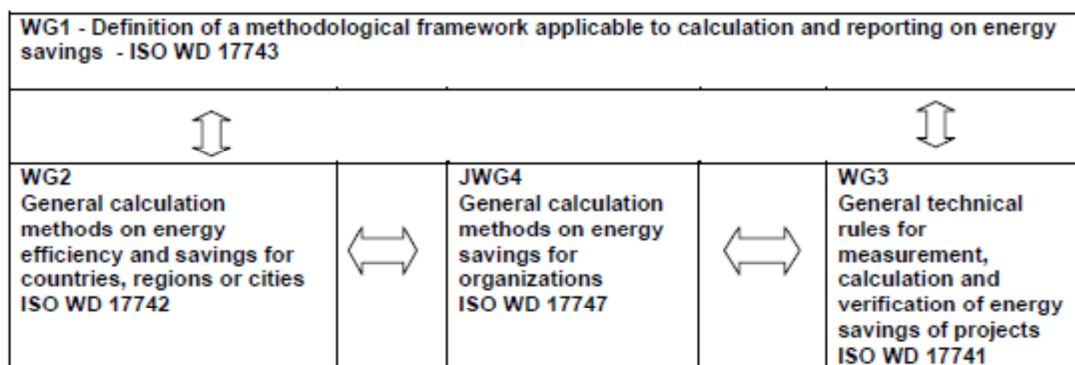 WG1 - Definition of a methodological framework applicable to calculation and reporting on energy
savings - ISO WD 17743
WG2
General calculation
methods on energy
efficiency and savings for
countries, regions or cities
ISO WD 17742
JWG4
General calculation
methods on energy
savings for
organizations
ISO WD 17747
WG3
General technical
rules for
measurement,
calculation and
verification of energy
savings of projects
ISO WD 17741